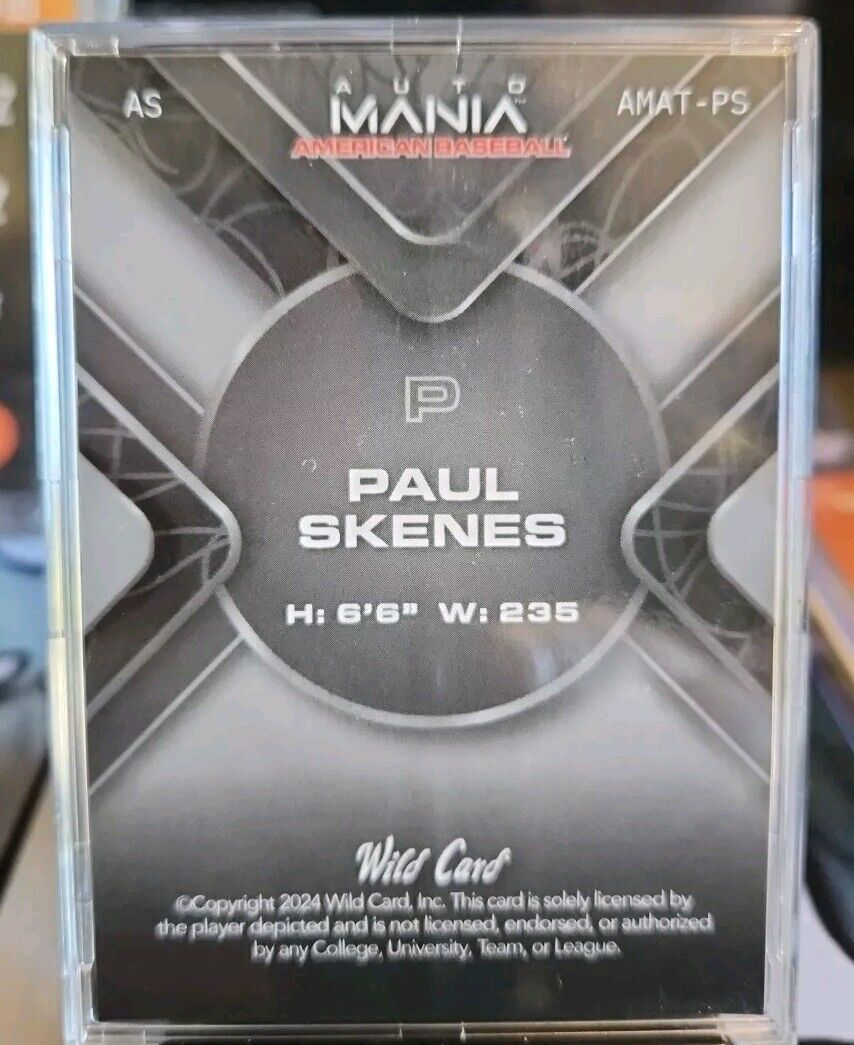 AS
AUTO
MANIA™
AMERICAN BASEBALL
AMAT-PS
P
PAUL
SKENES
H: 6'6" W: 235
Wild Card
©Copyright 2024 Wild Card, Inc. This card is solely licensed by
the player depicted and is not licensed, endorsed, or authorized
by any College, University, Team, or League.